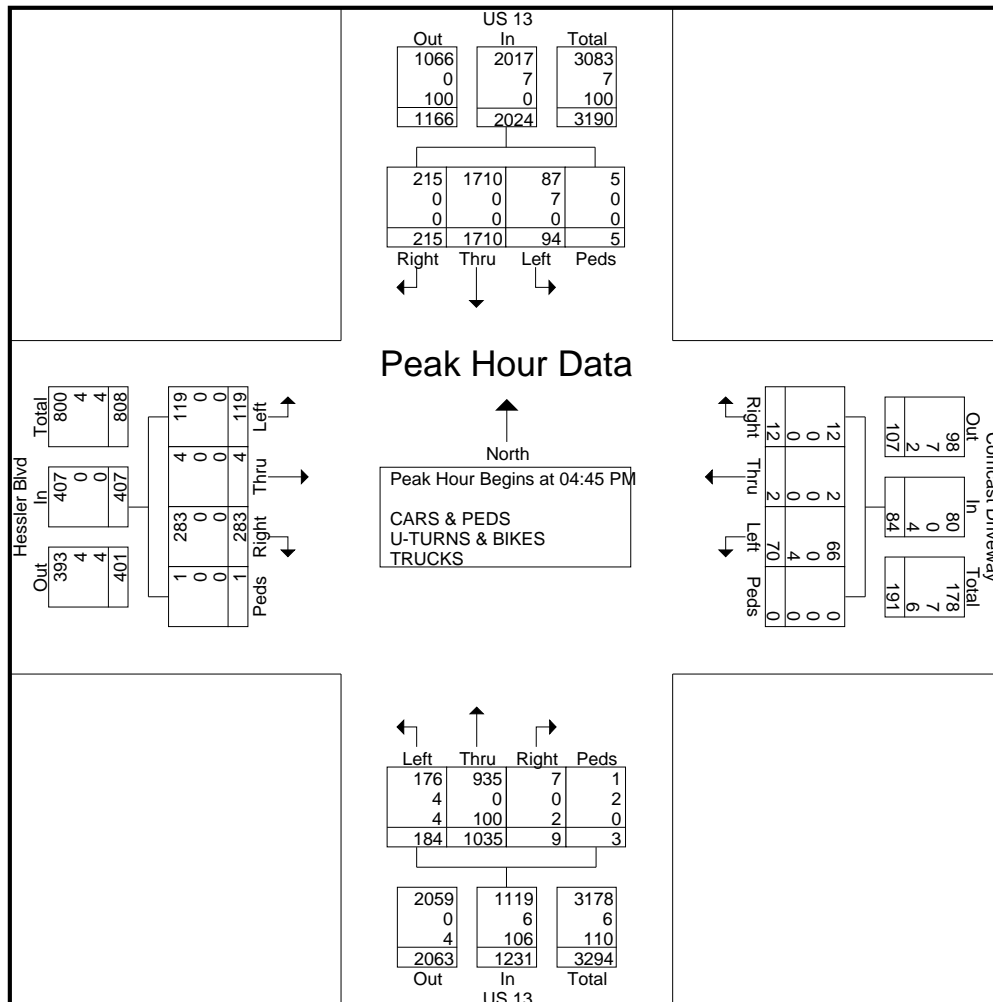 US 13
Out In Total
1066 2017 3083
0 7 7
100 0 100
1166 2024 3190
215 1710 87 5
0 0 7 0
0 0 0 0
215 1710 94 5
Right Thru Left Peds
Peak Hour Data
North
Peak Hour Begins at 04:45 PM
CARS & PEDS
U-TURNS & BIKES
TRUCKS
Hessler Blvd
Out In Total
393 407 800
4 0 4
4 0 4
401 407 808
1 283 4 119
0 0 0 0
0 0 0 0
1 283 4 119
Peds Right Thru Left
Comcast Driveway
Out In Total
98 80 178
7 0 7
2 4 6
107 84 191
12 2 66 0
0 0 0 0
0 0 4 0
12 2 70 0
Right Thru Left Peds
Left Thru Right Peds
176 935 7 1
4 0 0 2
4 100 2 0
184 1035 9 3
2059 1119 3178
0 6 6
4 106 110
2063 1231 3294
Out In Total
US 13